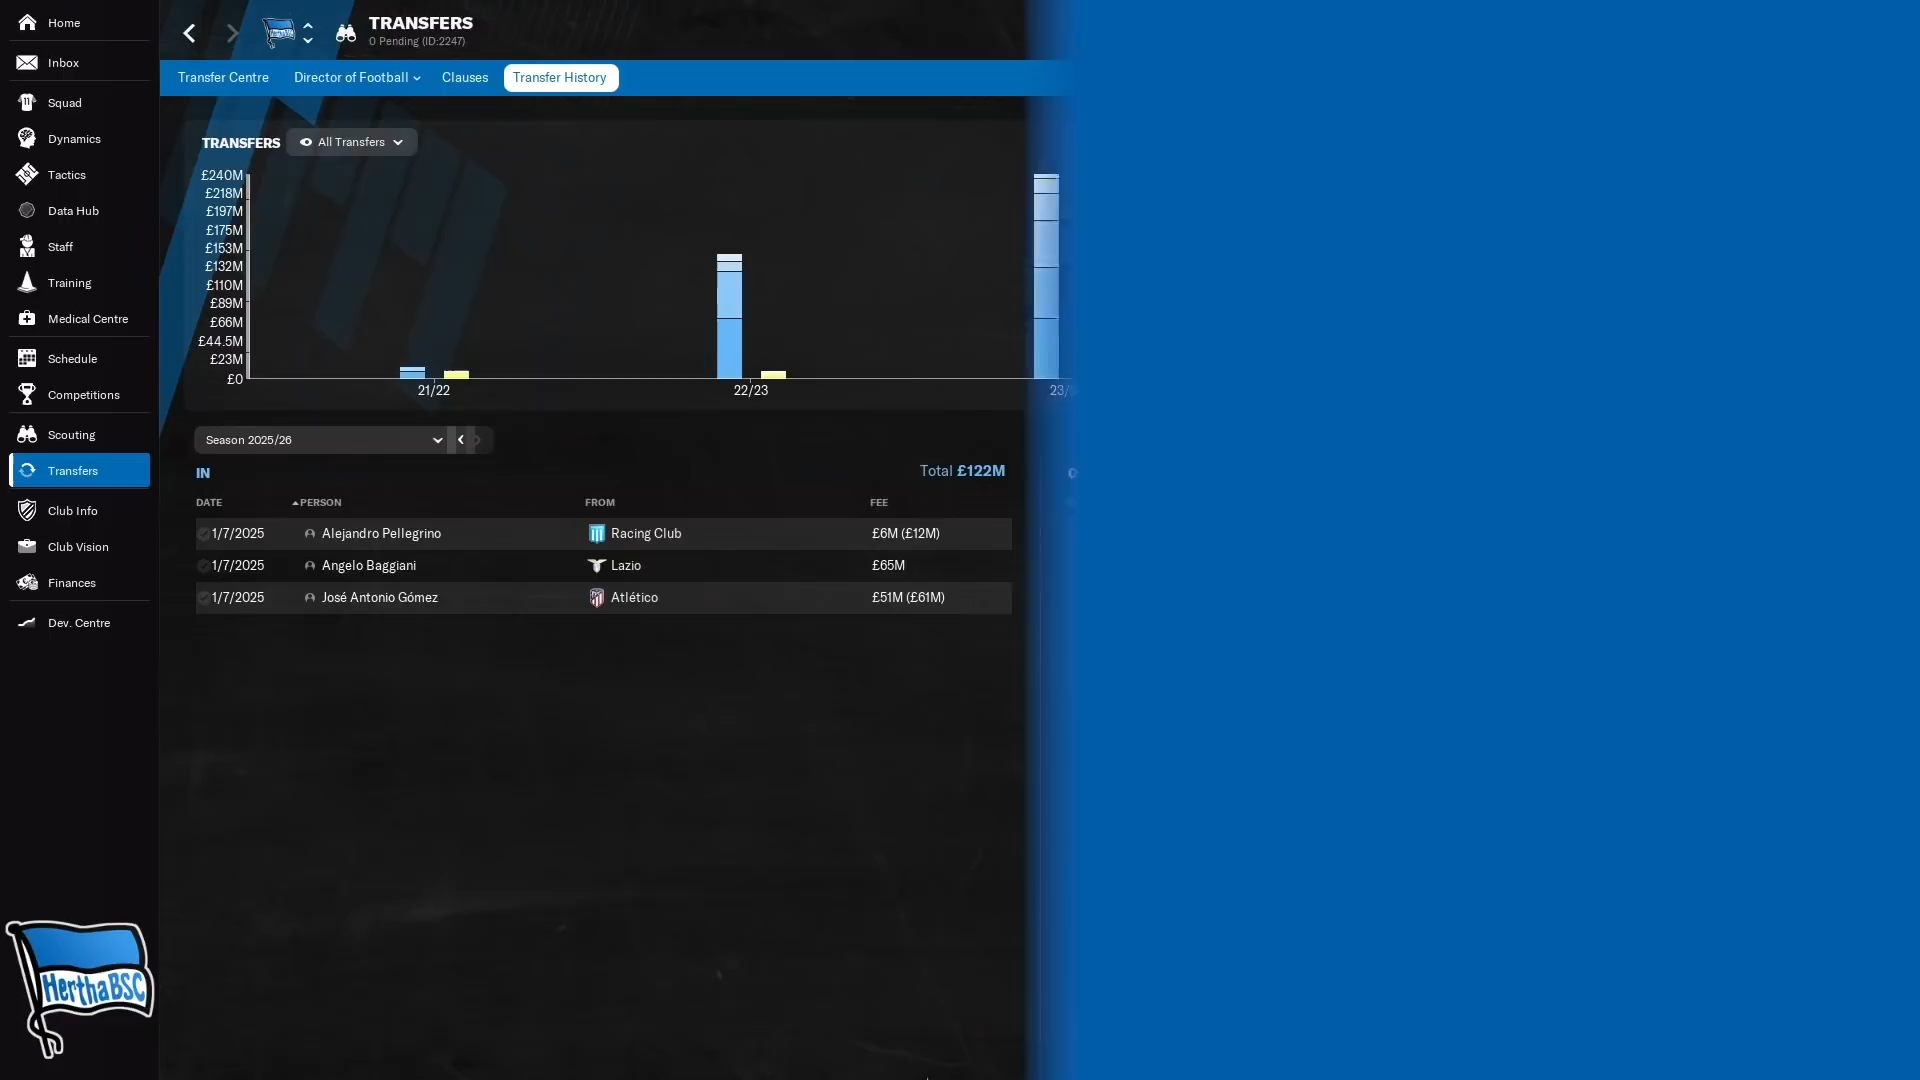 Home
Inbox
Squad
Dynamics
Tactics
Data Hub
Staff
Training
Medical Centre
Schedule
Competitions
Scouting
Transfers
Club Info
Club Vision
Finances
Dev. Centre
HerthaBSC
TRANSFERS
0 Pending (ID:2247)
Transfer Centre Director of Football Clauses Transfer History
TRANSFERS All Transfers
£240M
£218M
£197M
£175M
£153M
£132M
£110M
£89M
£66M
£44.5M
£23M
£0
21/22 22/23 23/
Season 2025/26
IN Total £122M
DATE PERSON FROM FEE
1/7/2025 Alejandro Pellegrino Racing Club £6M (£12M)
1/7/2025 Angelo Baggiani Lazio £65M
1/7/2025 José Antonio Gómez Atlético £51M (£61M)